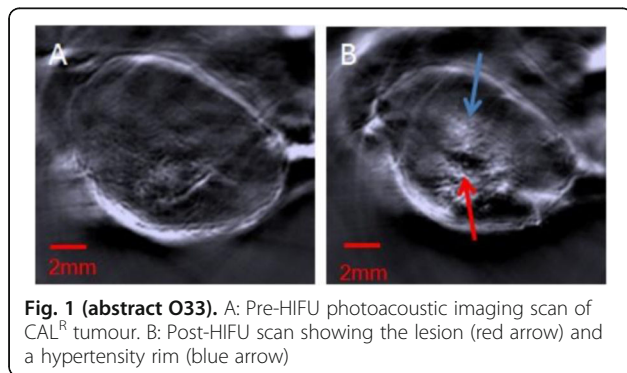 A
B
2mm
2mm
Fig. 1 (abstract O33). A: Pre-HIFU photoacoustic imaging scan of
CALᴿ tumour. B: Post-HIFU scan showing the lesion (red arrow) and
a hypertensity rim (blue arrow)